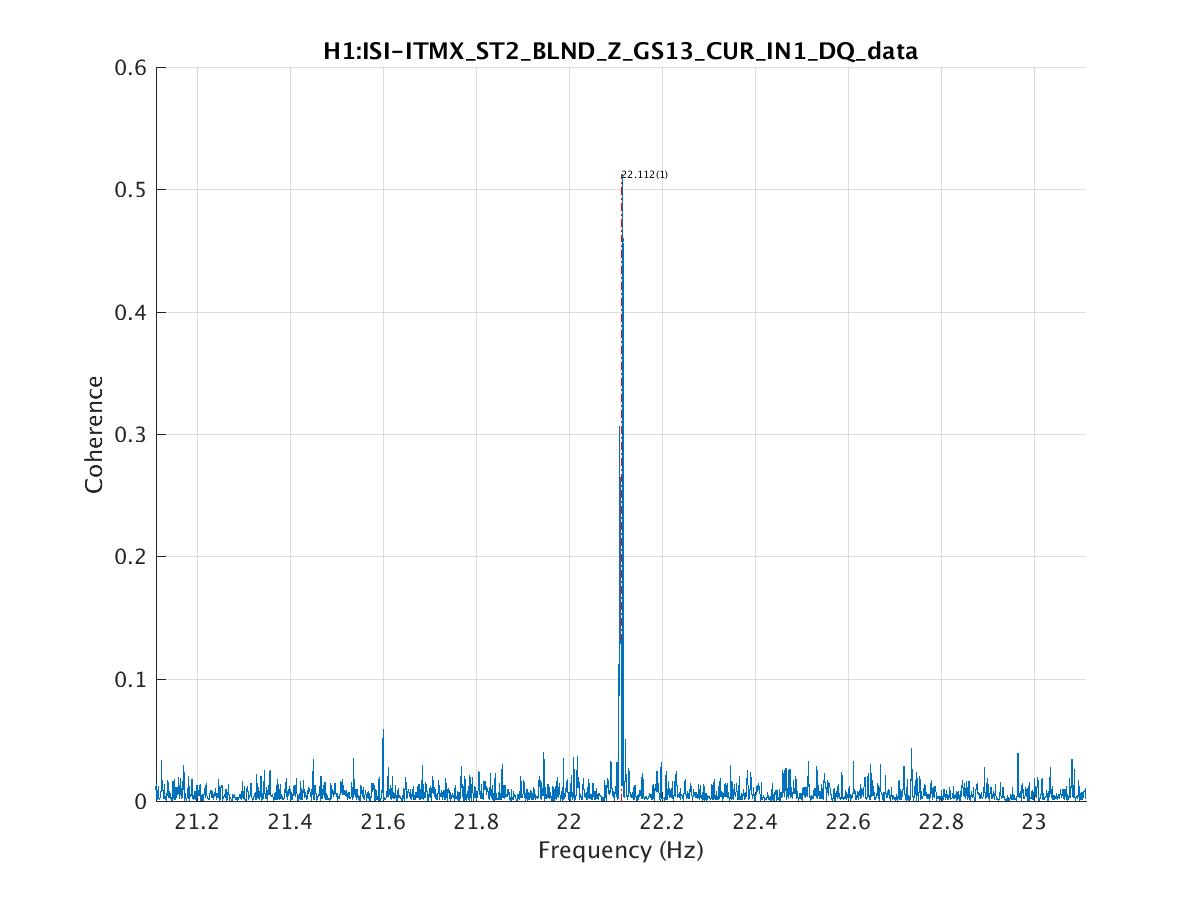 H1:ISI-ITMX_ST2_BLND_Z_GS13_CUR_IN1_DQ_data
0.6
0.5
0.4
0.3
0.2
0.1
0
Coherence
22.112(1)
21.2 21.4 21.6 21.8 22 22.2 22.4 22.6 22.8 23
Frequency (Hz)